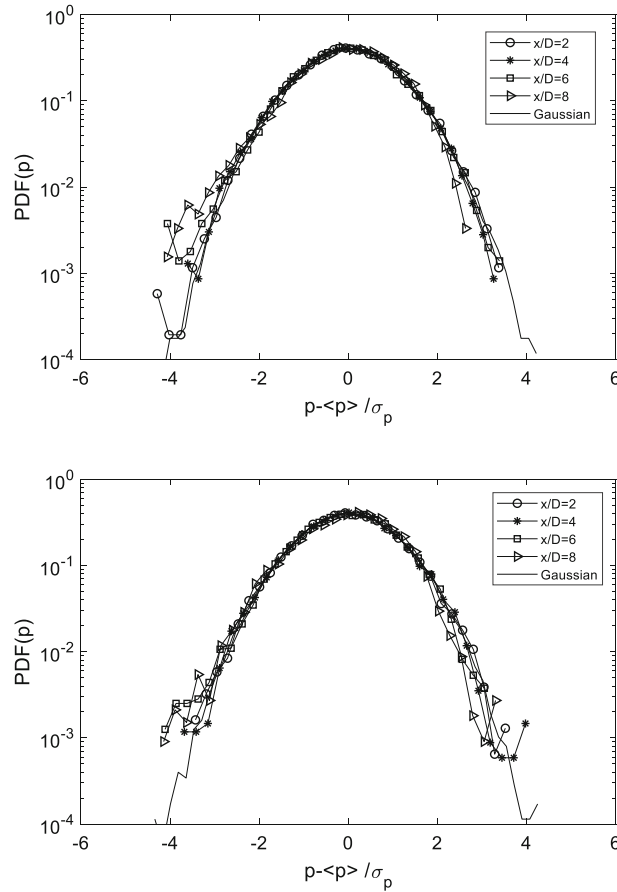 10^0
10^-1
10^-2
10^-3
10^-4
PDF(p)
-6 -4 -2 0 2 4 6
p-<p> /σ_p
x/D=2
x/D=4
x/D=6
x/D=8
Gaussian
10^0
10^-1
10^-2
10^-3
10^-4
PDF(p)
-6 -4 -2 0 2 4 6
p-<p> /σ_p
x/D=2
x/D=4
x/D=6
x/D=8
Gaussian